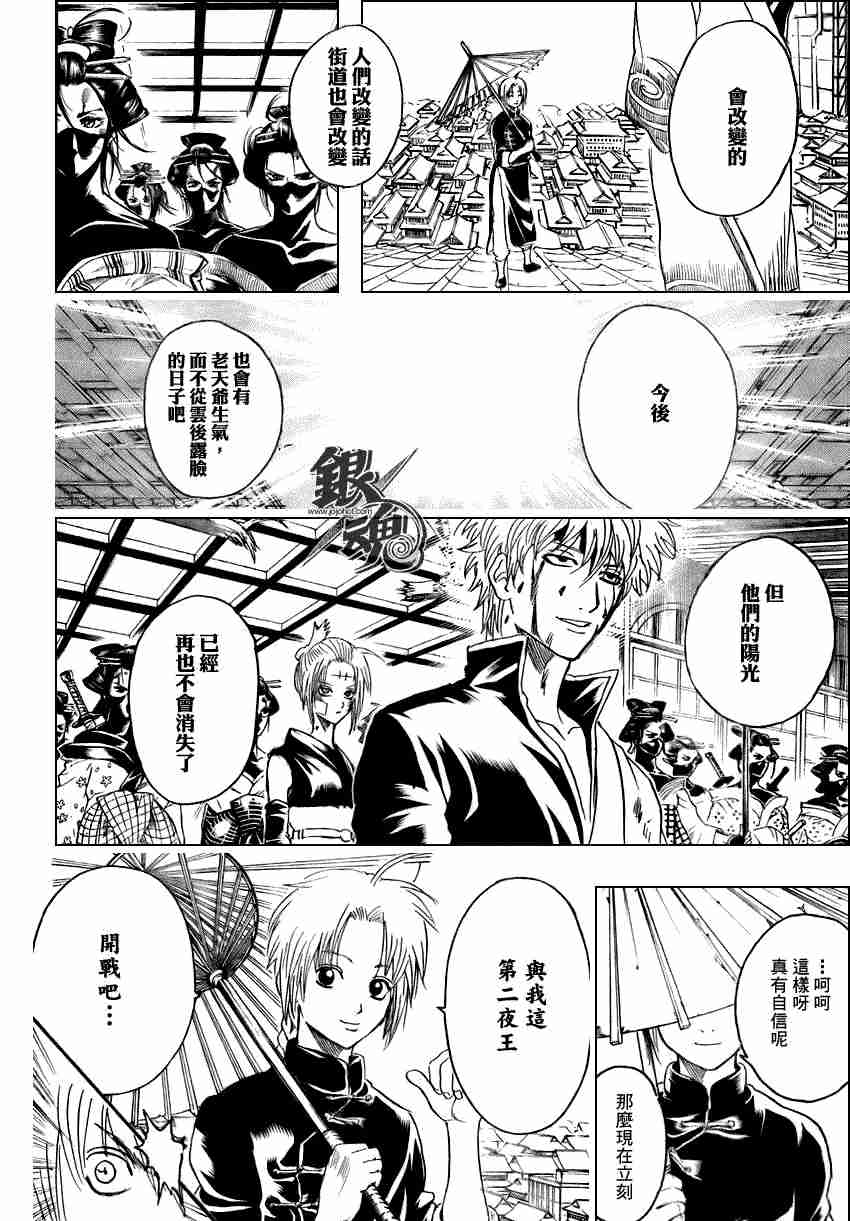 會改變的
人們改變的話
街道也會改變
今後
也會有
老天爺生氣，
而不從雲後露臉
的日子吧
銀魂
www.jojohot.com
但
他們的陽光
已經
再也不會消失了
…呵呵
這樣呀
真有自信呢
那麼現在立刻
與我這
第二夜王
開戰吧…